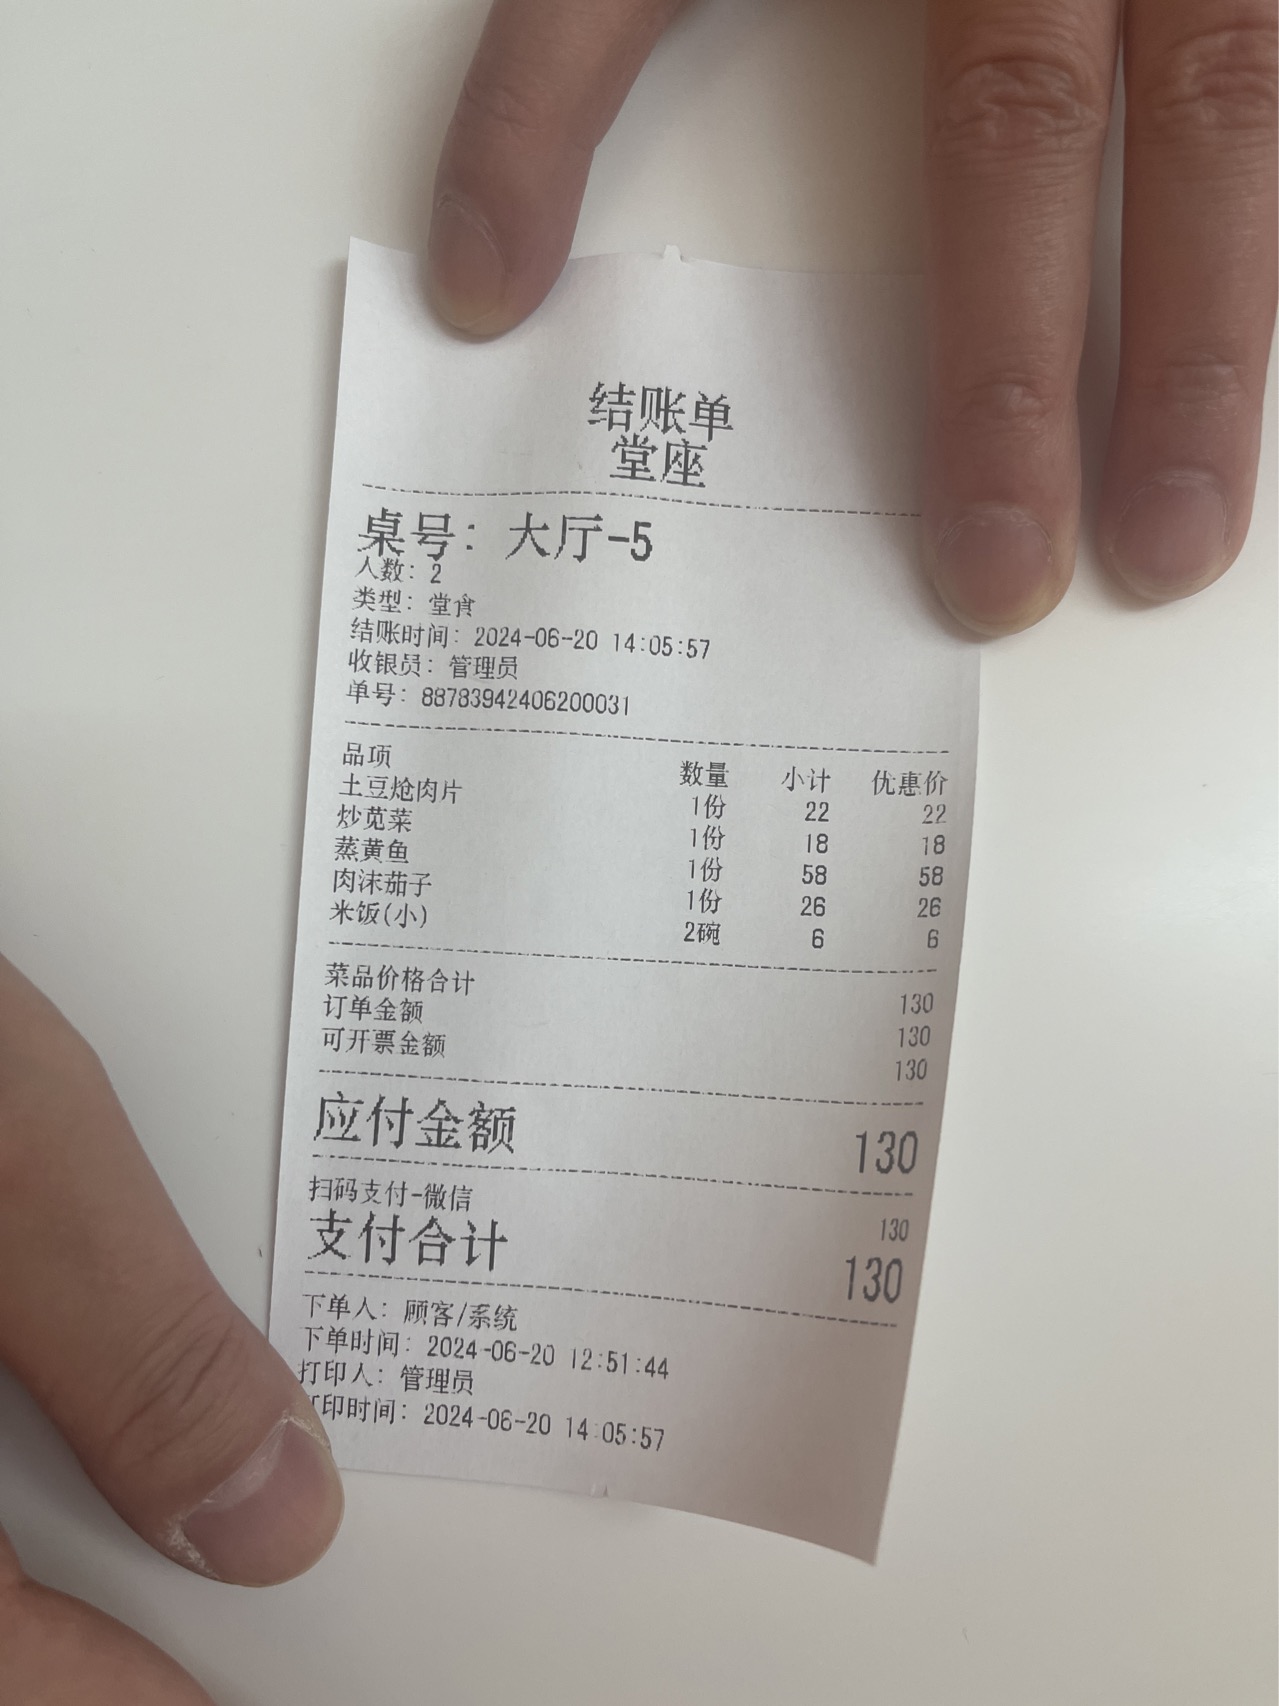 结账单
堂座
桌号: 大厅-5
人数: 2
类型: 堂食
结账时间: 2024-06-20 14:05:57
收银员: 管理员
单号: 88783942406200031
品项 数量 小计 优惠价
土豆炝肉片 1份 22 22
炒苋菜 1份 18 18
蒸黄鱼 1份 58 58
肉沫茄子 1份 26 26
米饭(小) 2碗 6 6
菜品价格合计 130
订单金额 130
可开票金额 130
应付金额 130
扫码支付-微信 130
支付合计 130
下单人: 顾客/系统
下单时间: 2024-06-20 12:51:44
打印人: 管理员
打印时间: 2024-06-20 14:05:57